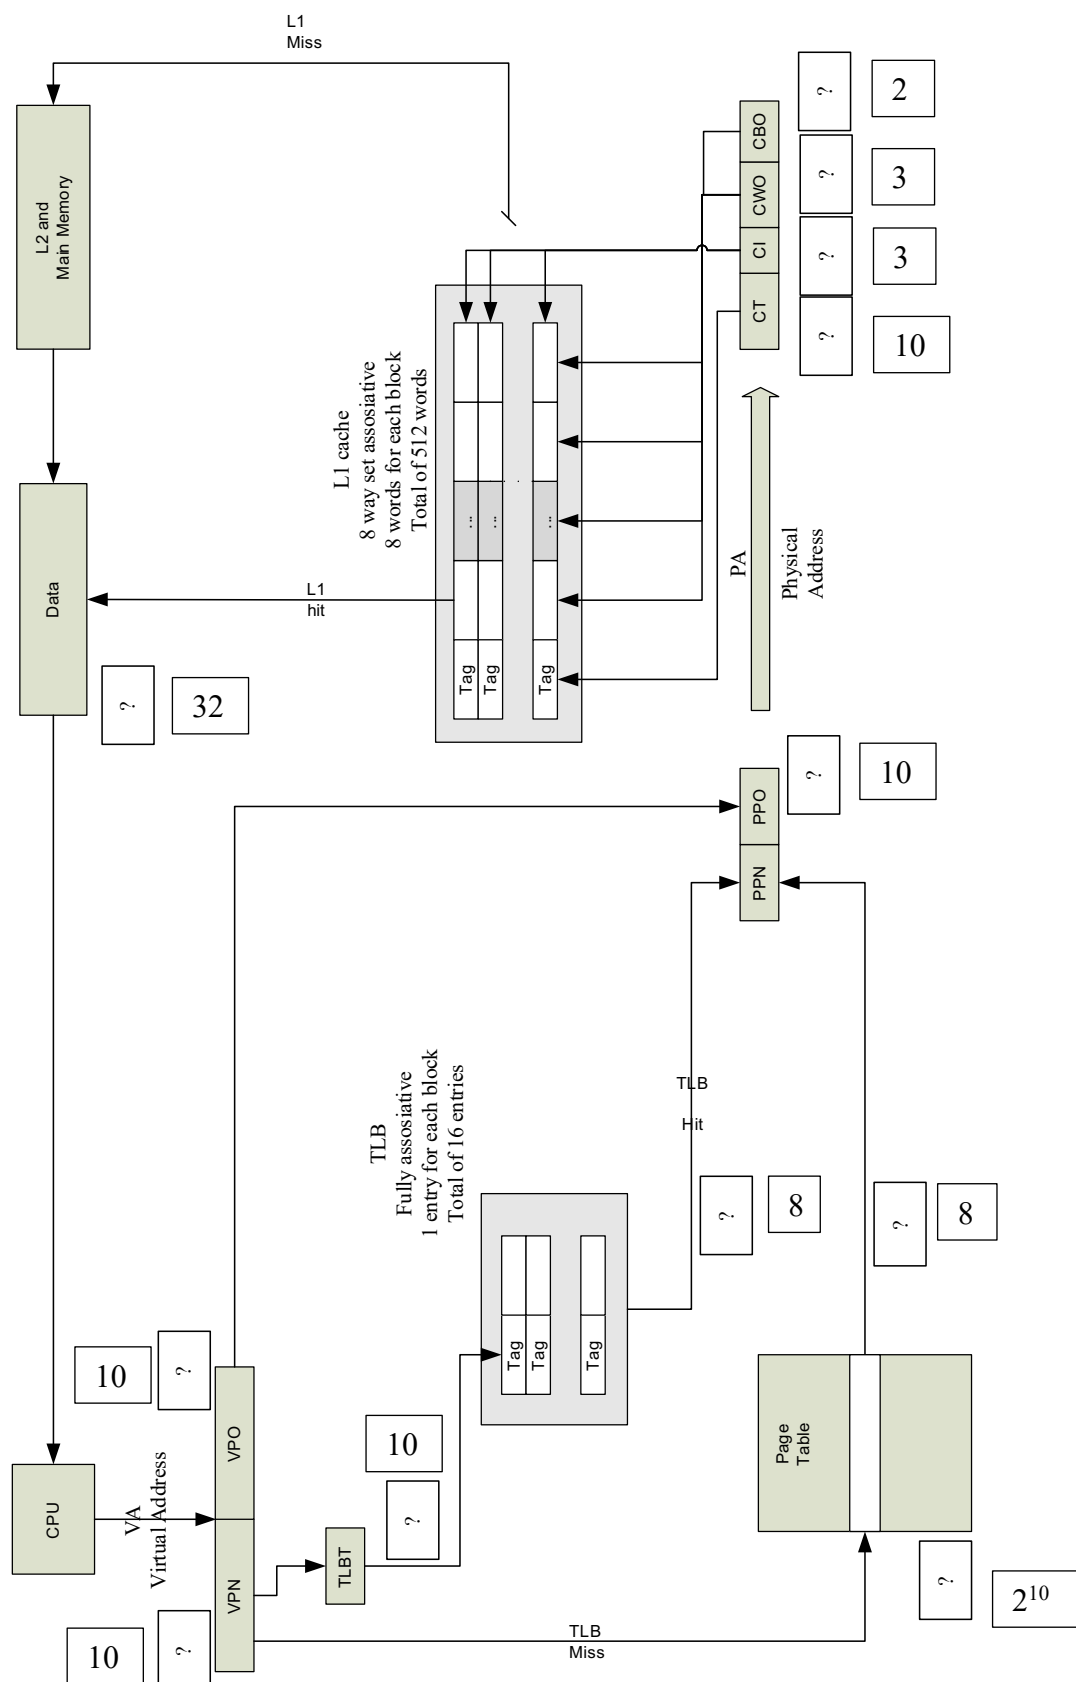 CPU
VA
Virtual Address
10
?
VPN
VPO
10
?
TLBT
?
10
TLB
Miss
TLB
Fully assosiative
1 entry for each block
Total of 16 entries
Tag
Tag
Tag
TLB
Hit
?
8
?
8
Page
Table
?
2¹⁰
PPN
PPO
?
10
PA
Physical
Address
Data
?
32
L1
hit
L1 cache
8 way set assosiative
8 words for each block
Total of 512 words
Tag
Tag
Tag
...
...
...
L2 and
Main Memory
L1
Miss
CT
CI
CWO
CBO
?
?
?
?
10
3
3
2